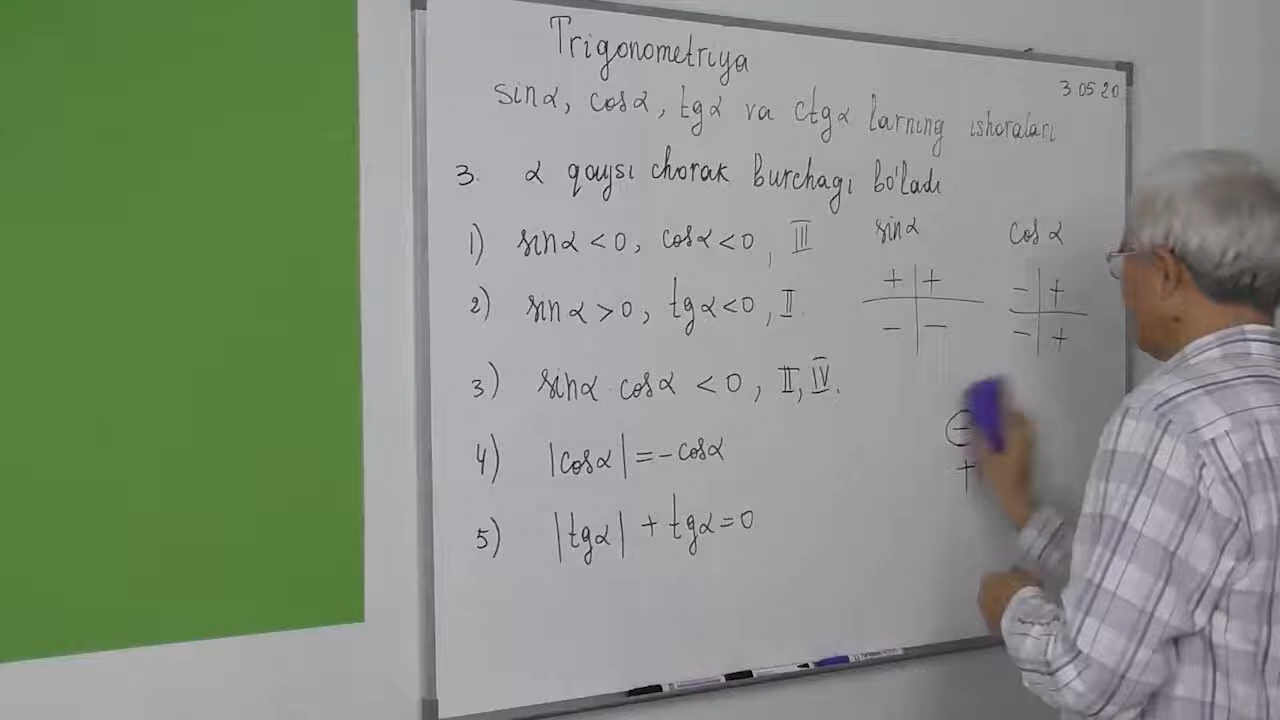 Trigonometriya
3.05.20
sinα, cosα, tgα va ctgα larning ishoralari
3. α qaysi chorak burchagi bo'ladi
1) sinα < 0, cosα < 0, III
sinα
cosα
+ +
- -
- +
- +
2) sinα > 0, tgα < 0, II
3) sinα · cosα < 0, II, IV.
-
+
4) |cosα| = -cosα
5) |tgα| + tgα = 0